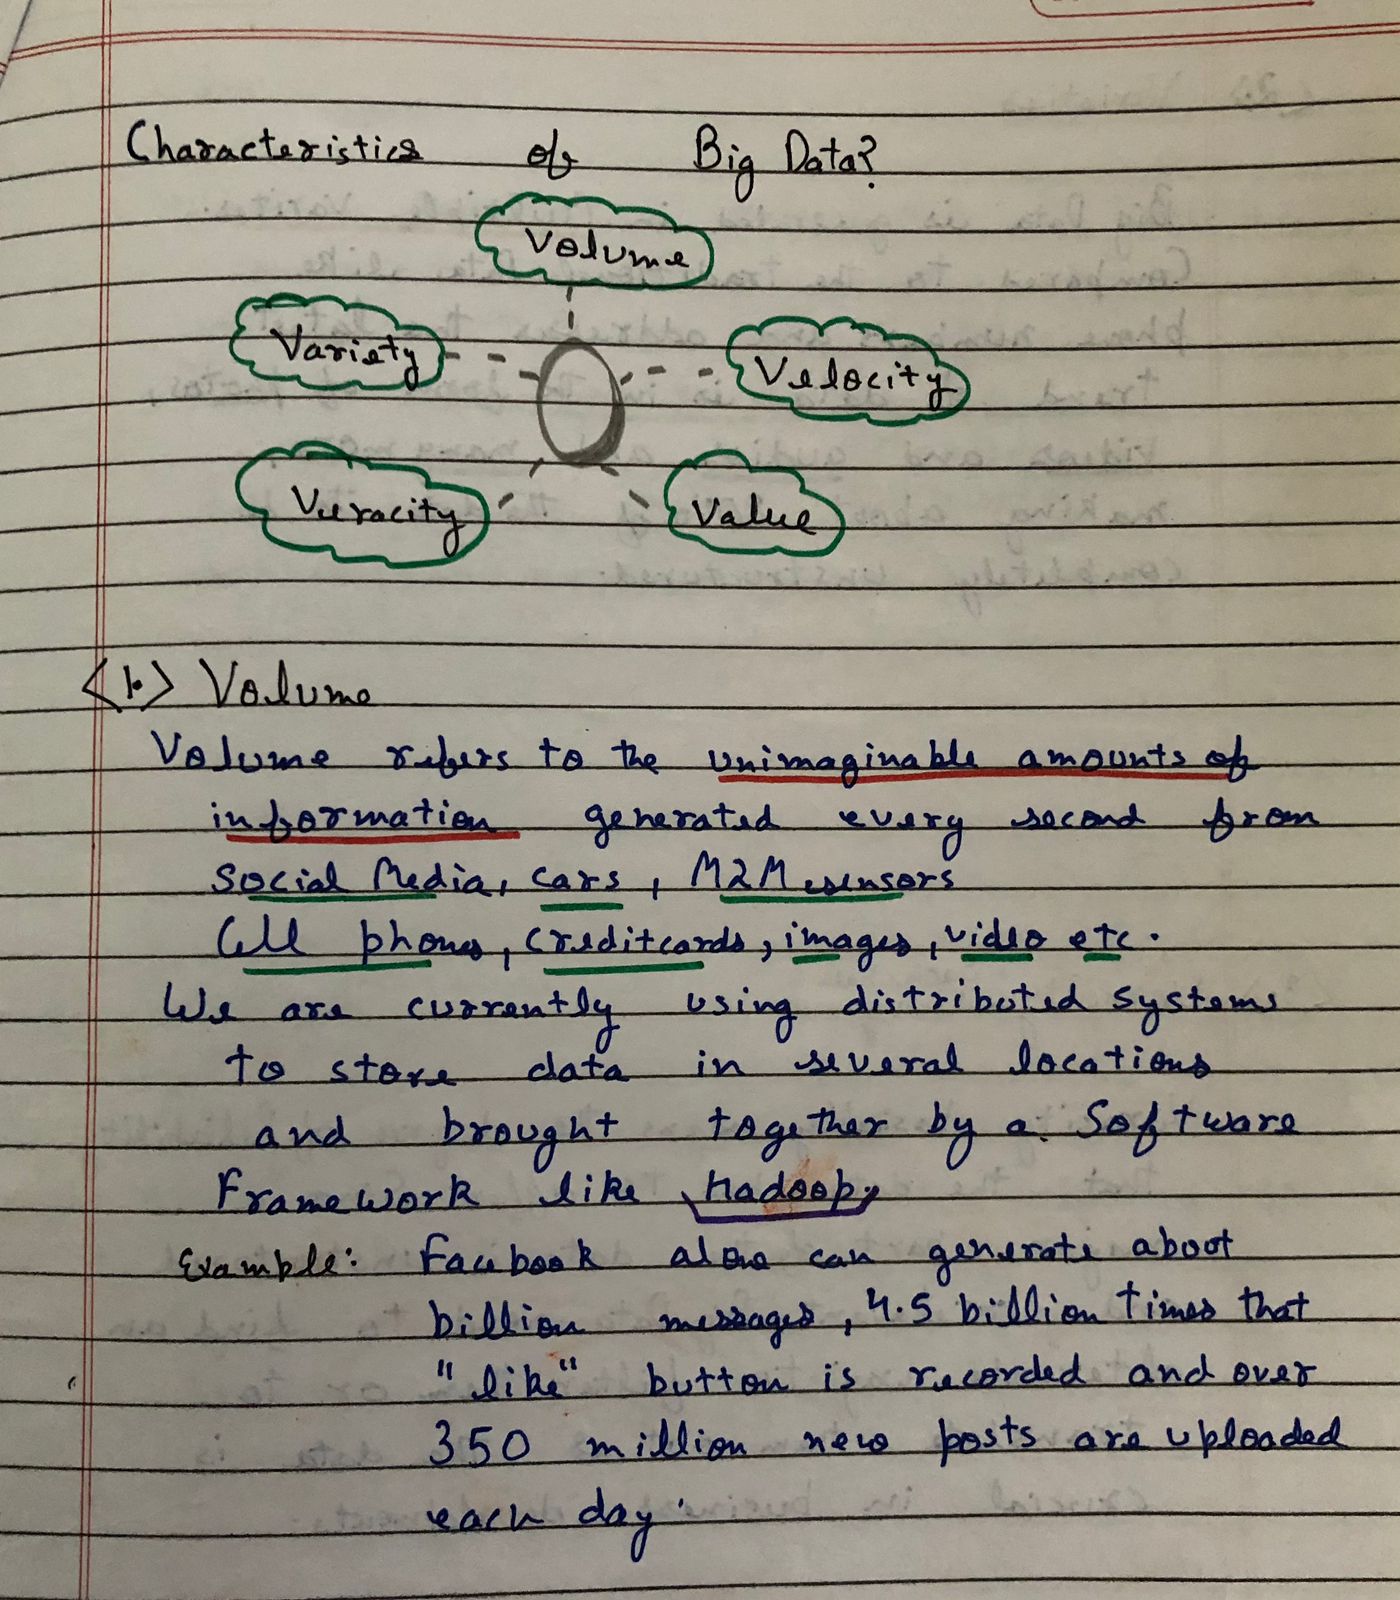 Characteristics of Big Data?
Volume
Variety
Velocity
Veracity
Value
<1.> Volume
Volume refers to the unimaginable amounts of
information generated every second from
Social Media, cars, M2M sensors
Cell phones, creditcards, images, video etc.
We are currently using distributed systems
to store data in several locations
and brought together by a Software
Framework like hadoop,
Example: Facebook alone can generate about
billion messages, 4.5 billion times that
"like" button is recorded and over
350 million new posts are uploaded
each day.